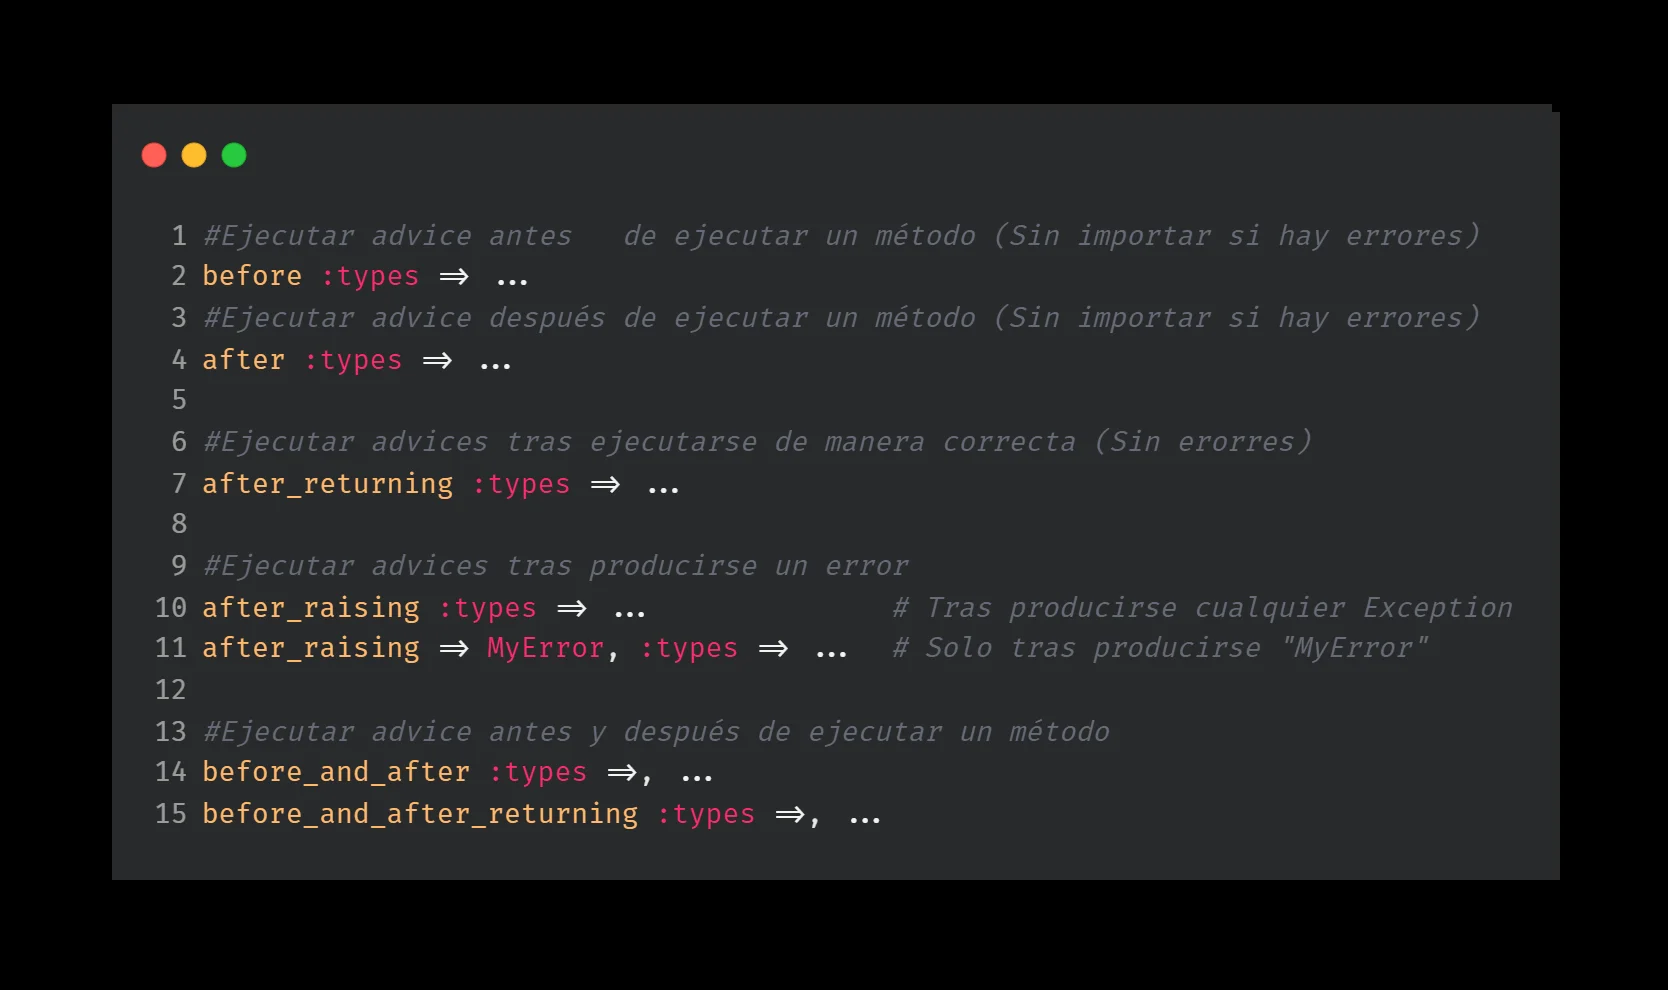 1 #Ejecutar advice antes   de ejecutar un método (Sin importar si hay errores)
2 before :types => ...
3 #Ejecutar advice después de ejecutar un método (Sin importar si hay errores)
4 after :types => ...
5
6 #Ejecutar advices tras ejecutarse de manera correcta (Sin erorres)
7 after_returning :types => ...
8
9 #Ejecutar advices tras producirse un error
10 after_raising :types => ...               # Tras producirse cualquier Exception
11 after_raising => MyError, :types => ...   # Solo tras producirse "MyError"
12
13 #Ejecutar advice antes y después de ejecutar un método
14 before_and_after :types =>, ...
15 before_and_after_returning :types =>, ...